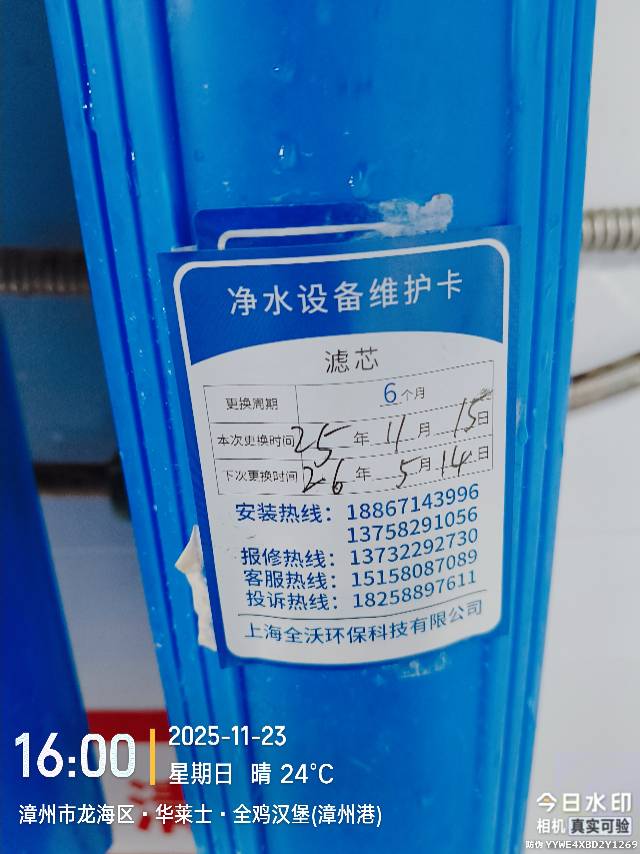 净水设备维护卡
滤芯
更换周期 6个月
本次更换时间 25年 11月 15日
下次更换时间 26年 5月 14日
安装热线：18867143996
13758291056
报修热线：13732292730
客服热线：15158087089
投诉热线：18258897611
上海全沃环保科技有限公司
16:00
2025-11-23
星期日 晴 24℃
漳州市龙海区·华莱士·全鸡汉堡(漳州港)
今日水印
相机 真实可验
防伪 YYWE4XBD2Y1269